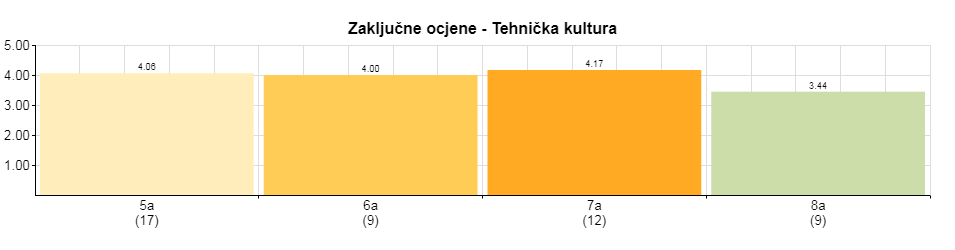 Zaključne ocjene - Tehnička kultura
5.00
4.00
3.00
2.00
1.00
4.06
4.00
4.17
3.44
5a
(17)
6a
(9)
7a
(12)
8a
(9)